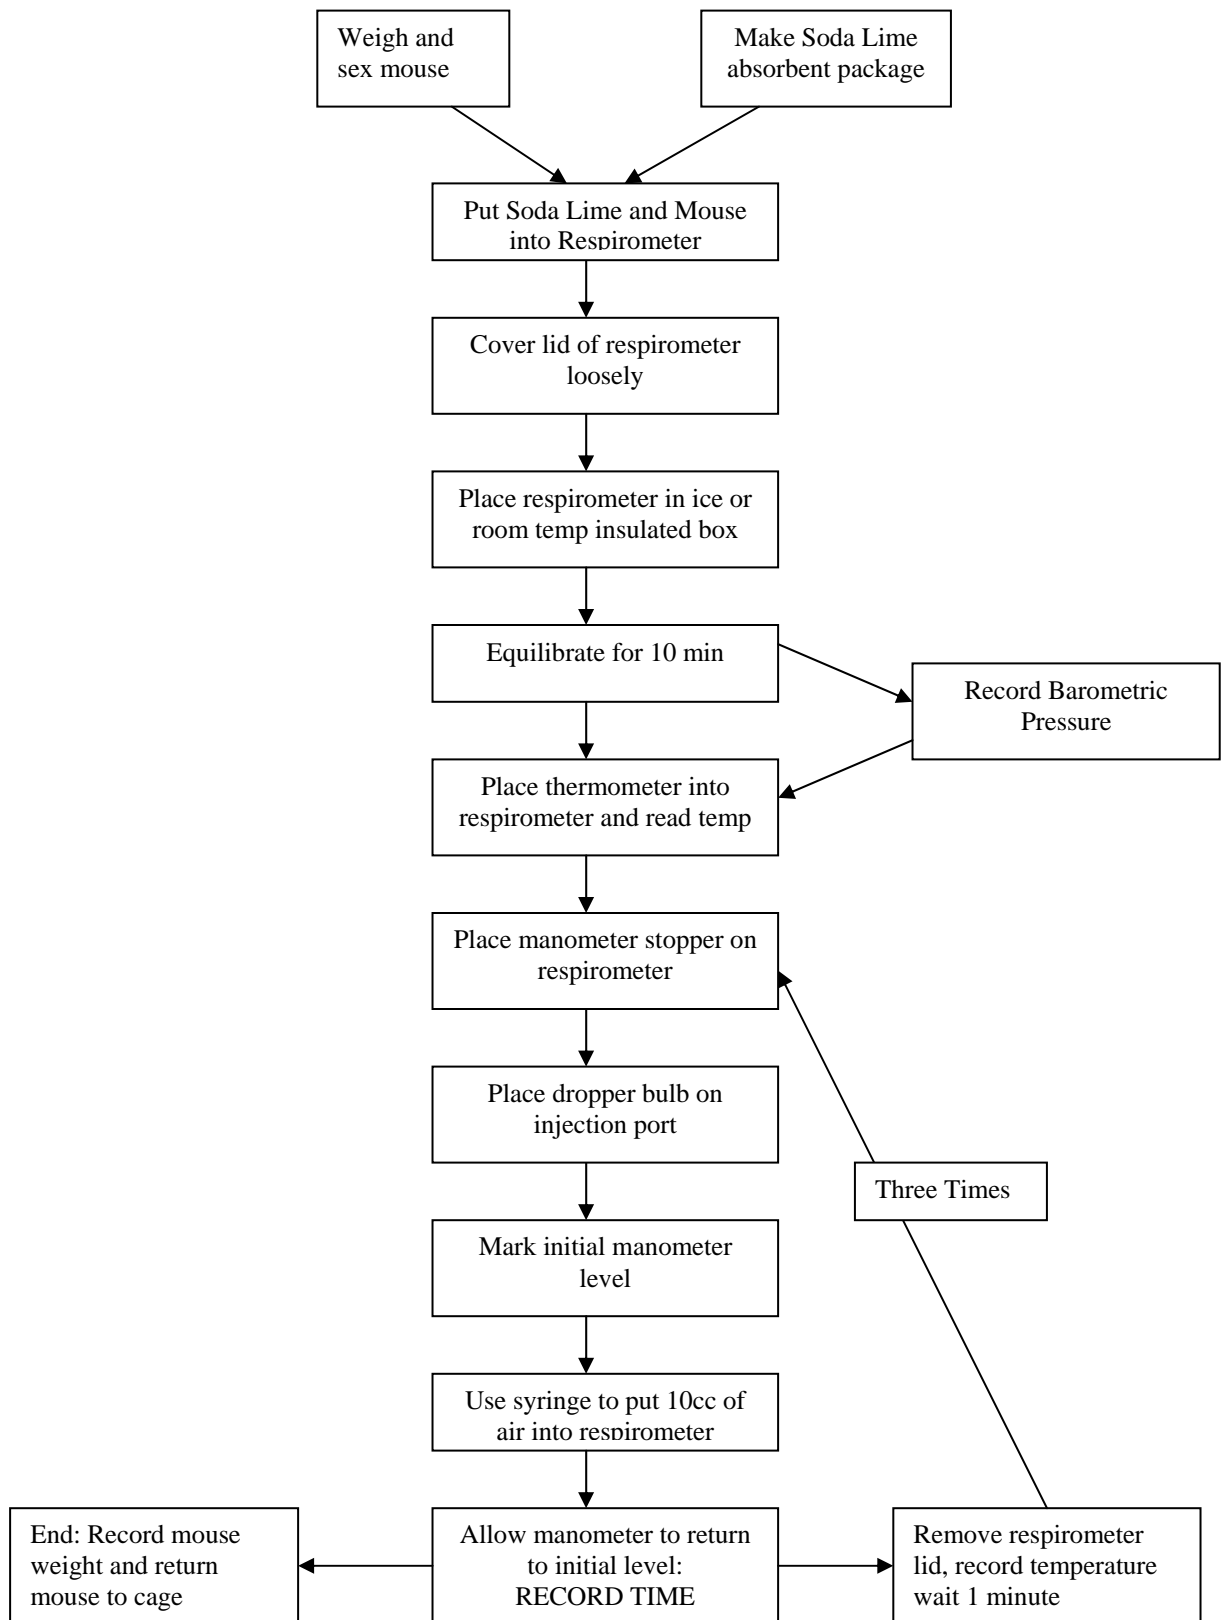 Weigh and
sex mouse
Make Soda Lime
absorbent package
Put Soda Lime and Mouse
into Respirometer
Cover lid of respirometer
loosely
Place respirometer in ice or
room temp insulated box
Equilibrate for 10 min
Record Barometric
Pressure
Place thermometer into
respirometer and read temp
Place manometer stopper on
respirometer
Place dropper bulb on
injection port
Three Times
Mark initial manometer
level
Use syringe to put 10cc of
air into respirometer
End: Record mouse
weight and return
mouse to cage
Allow manometer to return
to initial level:
RECORD TIME
Remove respirometer
lid, record temperature
wait 1 minute